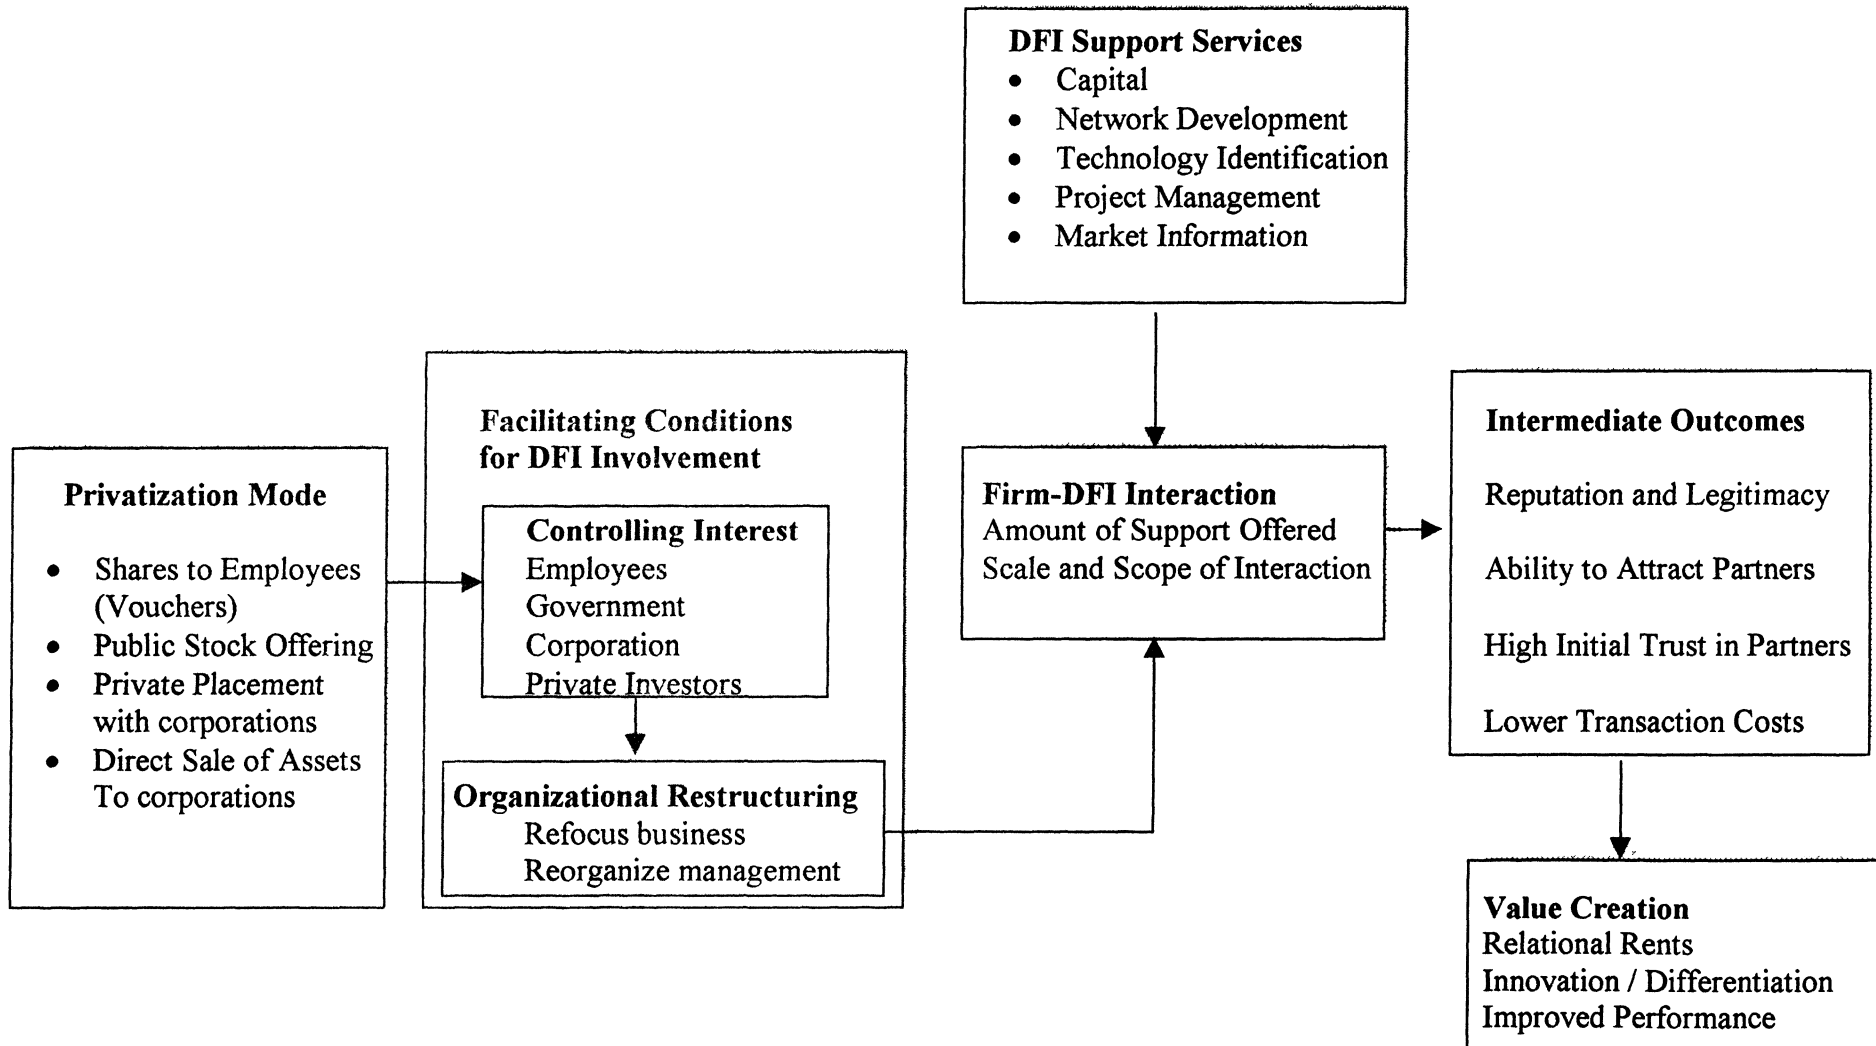 DFI Support Services
• Capital
• Network Development
• Technology Identification
• Project Management
• Market Information
Privatization Mode
• Shares to Employees
(Vouchers)
• Public Stock Offering
• Private Placement
with corporations
• Direct Sale of Assets
To corporations
Facilitating Conditions
for DFI Involvement
Controlling Interest
Employees
Government
Corporation
Private Investors
Organizational Restructuring
Refocus business
Reorganize management
Firm-DFI Interaction
Amount of Support Offered
Scale and Scope of Interaction
Intermediate Outcomes
Reputation and Legitimacy
Ability to Attract Partners
High Initial Trust in Partners
Lower Transaction Costs
Value Creation
Relational Rents
Innovation / Differentiation
Improved Performance